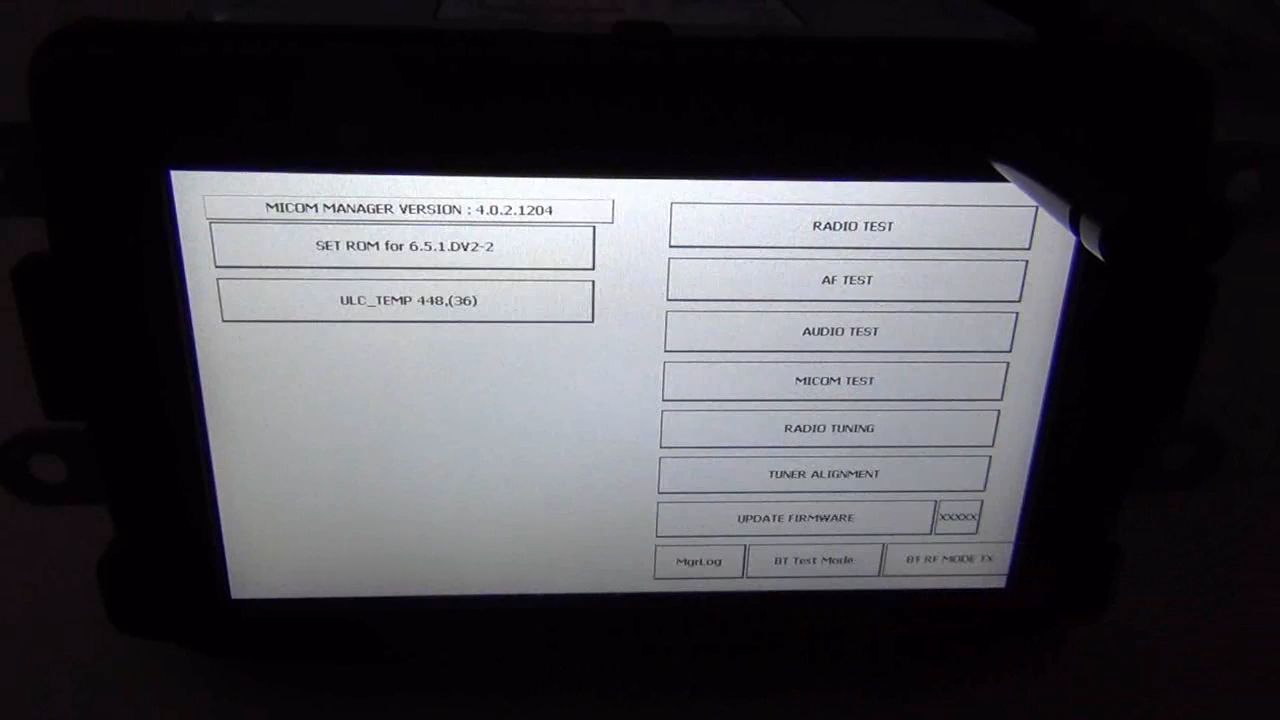 MICOM MANAGER VERSION : 4.0.2.1204
SET ROM for 6.5.1.DV2-2
ULC_TEMP 448,(36)
RADIO TEST
AF TEST
AUDIO TEST
MICOM TEST
RADIO TUNING
TUNER ALIGNMENT
UPDATE FIRMWARE XXXXX
MgrLog BT Test Mode BT RF MODE TX